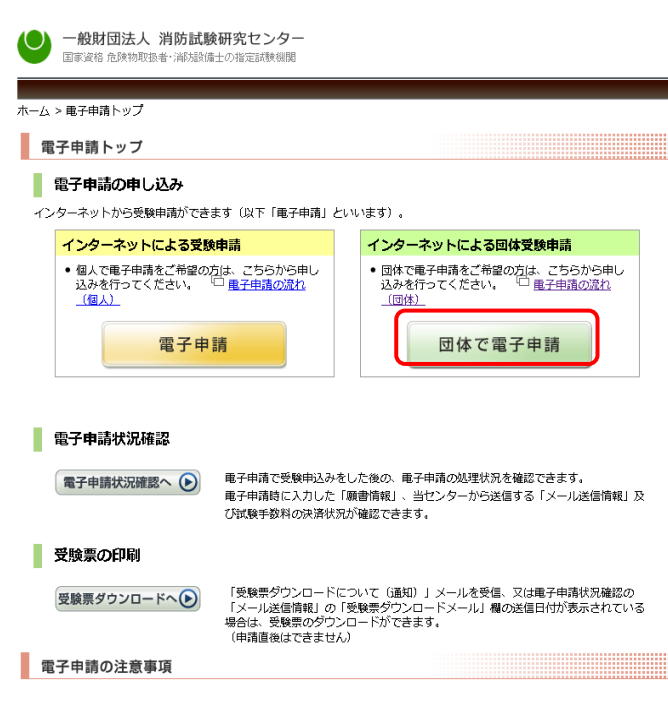 一般財団法人 消防試験研究センター
国家資格 危険物取扱者・消防設備士の指定試験機関
ホーム > 電子申請トップ
電子申請トップ
電子申請の申し込み
インターネットから受験申請ができます（以下「電子申請」といいます）。
インターネットによる受験申請
• 個人で電子申請をご希望の方は、こちらから申し
込みを行ってください。 電子申請の流れ
（個人）
電子申請
インターネットによる団体受験申請
• 団体で電子申請をご希望の方は、こちらから申し
込みを行ってください。 電子申請の流れ
（団体）
団体で電子申請
電子申請状況確認
電子申請状況確認へ
電子申請で受験申込みをした後の、電子申請の処理状況を確認できます。
電子申請時に入力した「願書情報」、当センターから送信する「メール送信情報」及
び試験手数料の決済状況が確認できます。
受験票の印刷
受験票ダウンロードへ
「受験票ダウンロードについて（通知）」メールを受信、又は電子申請状況確認の
「メール送信情報」の「受験票ダウンロードメール」欄の送信日付が表示されている
場合は、受験票のダウンロードができます。
（申請直後はできません）
電子申請の注意事項